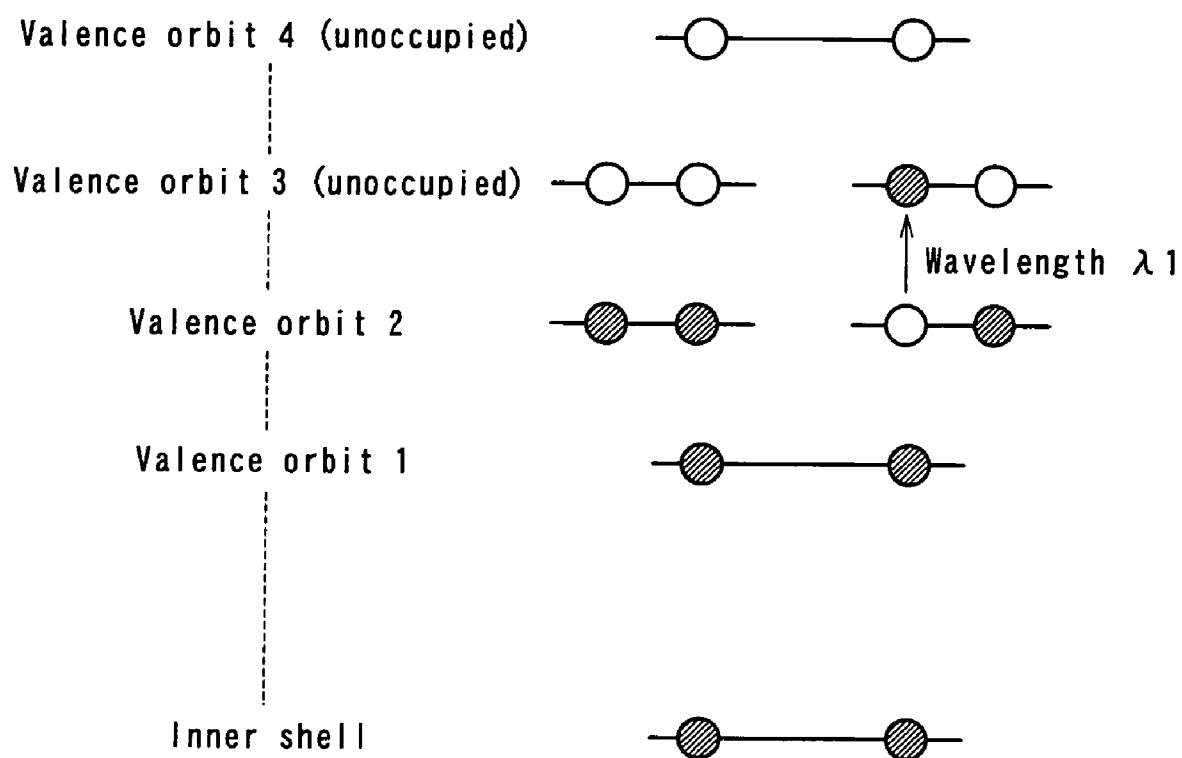 Valence orbit 4 (unoccupied)
Valence orbit 3 (unoccupied)
Wavelength λ1
Valence orbit 2
Valence orbit 1
Inner shell